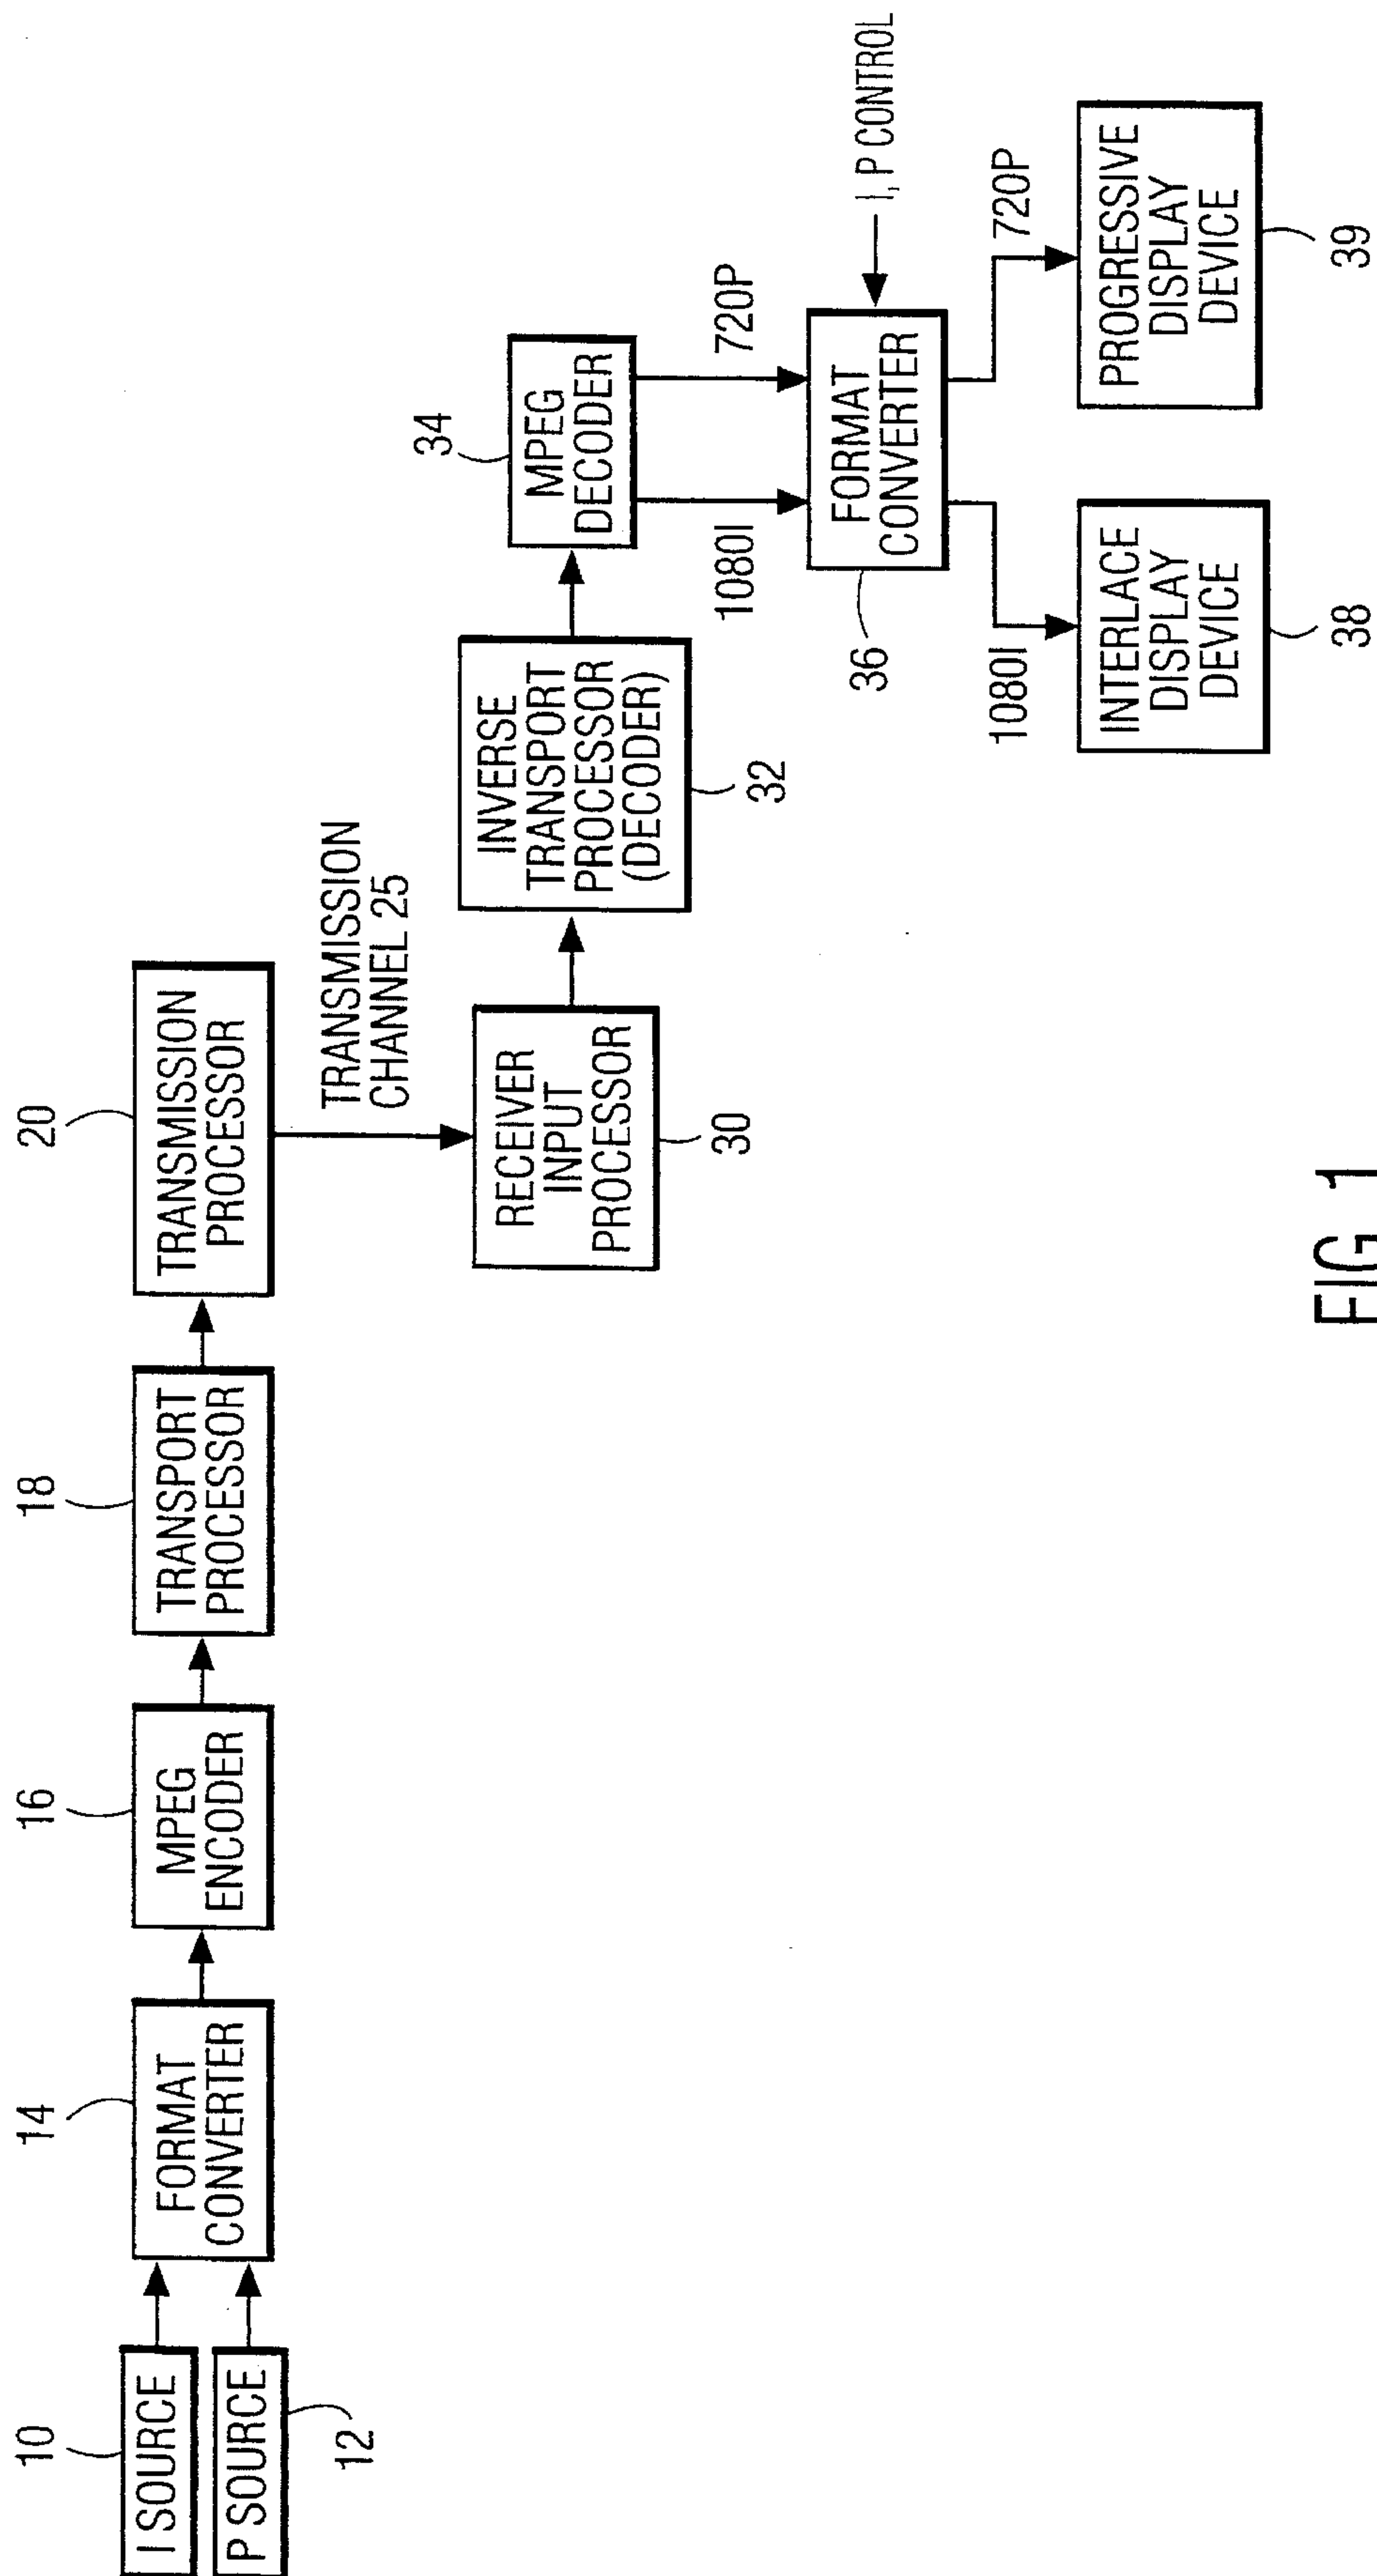 10
I SOURCE
P SOURCE
12
14
FORMAT
CONVERTER
16
MPEG
ENCODER
18
TRANSPORT
PROCESSOR
20
TRANSMISSION
PROCESSOR
TRANSMISSION
CHANNEL 25
RECEIVER
INPUT
PROCESSOR
30
INVERSE
TRANSPORT
PROCESSOR
(DECODER)
32
34
MPEG
DECODER
1080I
720P
FORMAT
CONVERTER
36
I, P CONTROL
1080I
720P
INTERLACE
DISPLAY
DEVICE
38
PROGRESSIVE
DISPLAY
DEVICE
39
FIG. 1